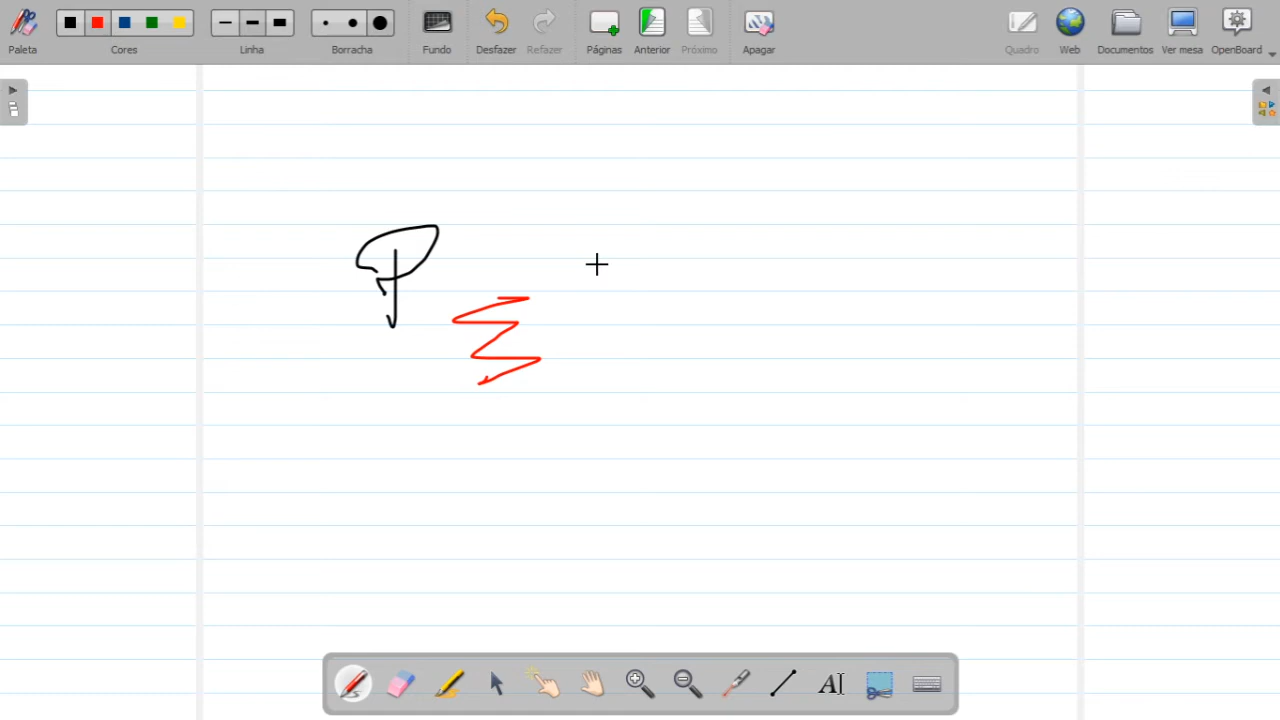 Paleta Cores Linha Borracha Fundo Desfazer Refazer Páginas Anterior Próximo Apagar Quadro Web Documentos Ver mesa OpenBoard